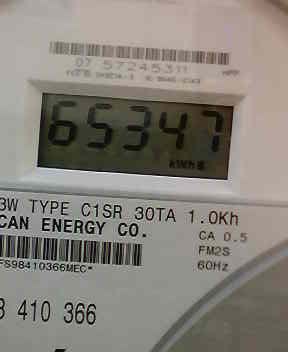 07 57245311 MPP
65347
kWh
3W TYPE C1SR 30TA 1.0Kh
CAN ENERGY CO. CA 0.5
FM2S
FS98410366MEC* 60Hz
3 410 366